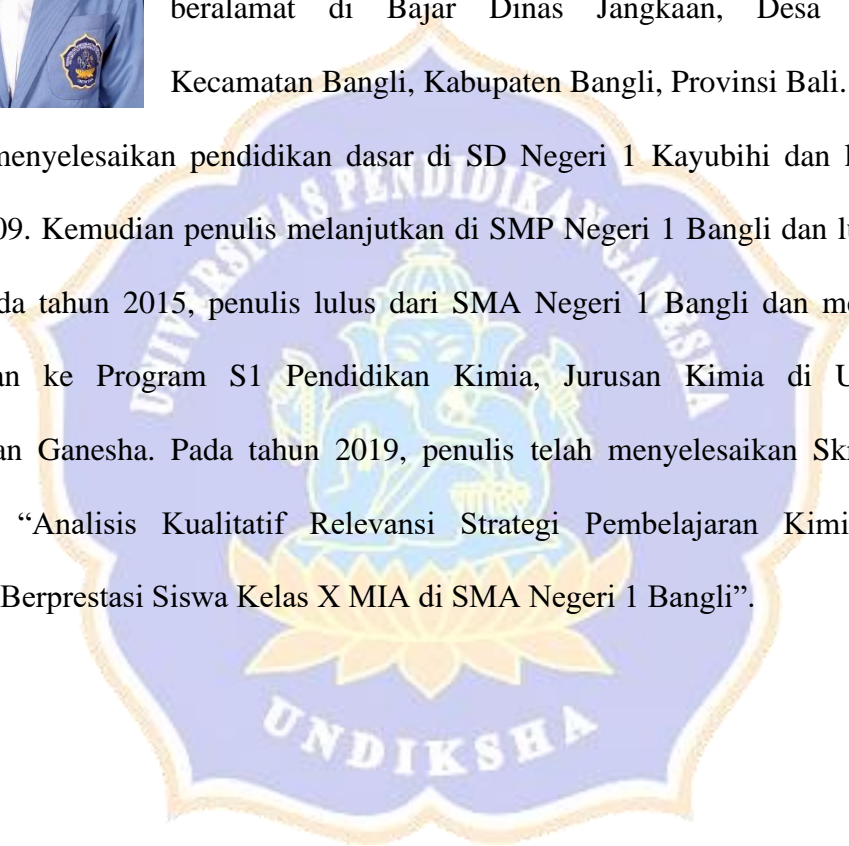 beralamat di Bajar Dinas Jangkaan, Desa
Kecamatan Bangli, Kabupaten Bangli, Provinsi Bali.
menyelesaikan pendidikan dasar di SD Negeri 1 Kayubihi dan
09. Kemudian penulis melanjutkan di SMP Negeri 1 Bangli dan
tahun 2015, penulis lulus dari SMA Negeri 1 Bangli dan
ke Program S1 Pendidikan Kimia, Jurusan Kimia di
Ganesha. Pada tahun 2019, penulis telah menyelesaikan
“Analisis Kualitatif Relevansi Strategi Pembelajaran
Berprestasi Siswa Kelas X MIA di SMA Negeri 1 Bangli”.
UNIVERSITAS PENDIDIKAN GANESHA
UNDIKSHA